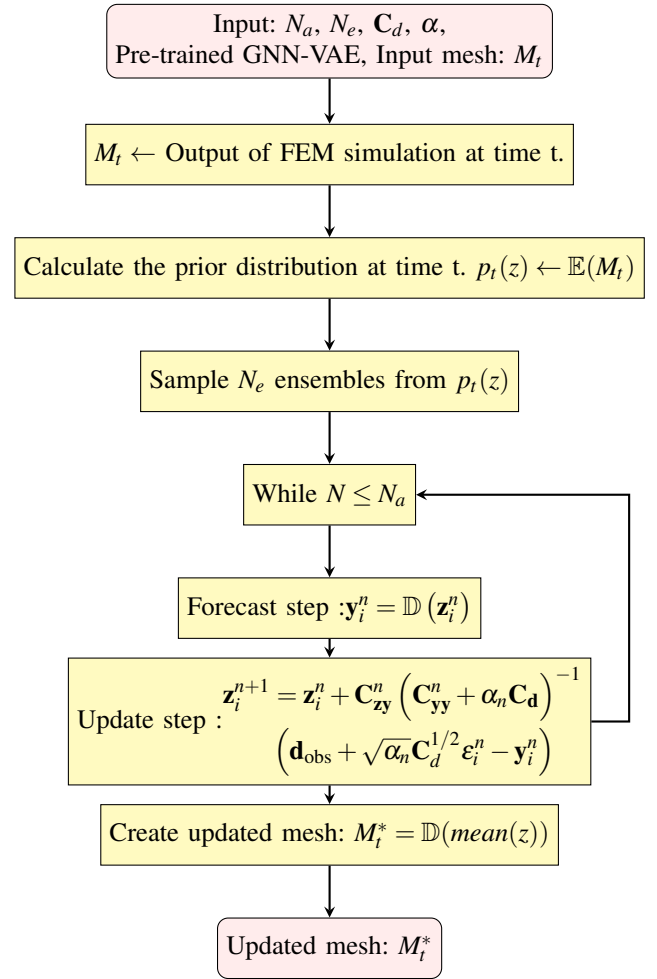 Input: N_a, N_e, C_d, α,
Pre-trained GNN-VAE, Input mesh: M_t
M_t ← Output of FEM simulation at time t.
Calculate the prior distribution at time t. p_t(z) ← 𝔼(M_t)
Sample N_e ensembles from p_t(z)
While N ≤ N_a
Forecast step :y_i^n = 𝔻 (z_i^n)
Update step : z_i^{n+1} = z_i^n + C_{zy}^n (C_{yy}^n + α_n C_d)^{-1}
(d_obs + √α_n C_d^{1/2} ε_i^n − y_i^n)
Create updated mesh: M_t^* = 𝔻(mean(z))
Updated mesh: M_t^*